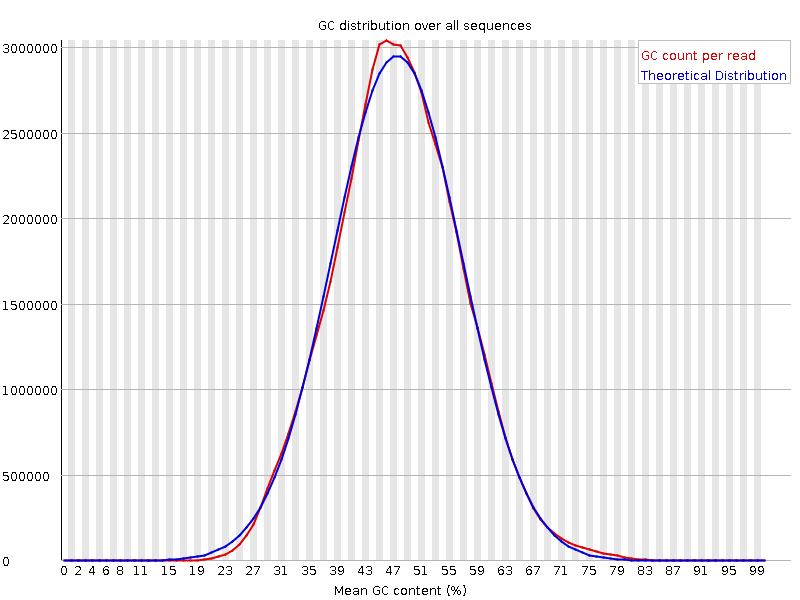 GC distribution over all sequences
GC count per read
Theoretical Distribution
3000000
2500000
2000000
1500000
1000000
500000
0
0 2 4 6 8 11 15 19 23 27 31 35 39 43 47 51 55 59 63 67 71 75 79 83 87 91 95 99
Mean GC content (%)